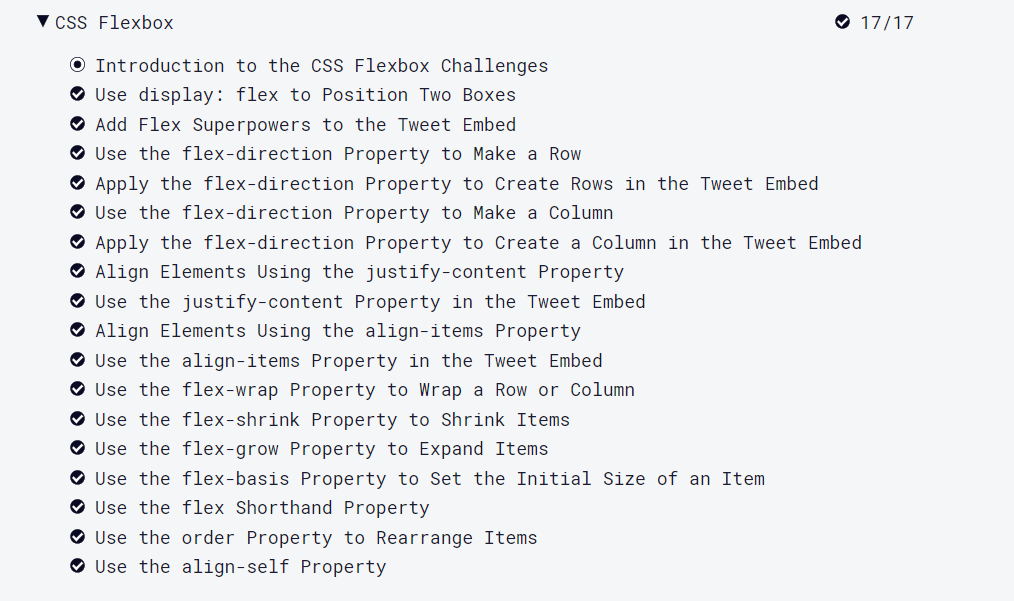 CSS Flexbox 17/17
Introduction to the CSS Flexbox Challenges
Use display: flex to Position Two Boxes
Add Flex Superpowers to the Tweet Embed
Use the flex-direction Property to Make a Row
Apply the flex-direction Property to Create Rows in the Tweet Embed
Use the flex-direction Property to Make a Column
Apply the flex-direction Property to Create a Column in the Tweet Embed
Align Elements Using the justify-content Property
Use the justify-content Property in the Tweet Embed
Align Elements Using the align-items Property
Use the align-items Property in the Tweet Embed
Use the flex-wrap Property to Wrap a Row or Column
Use the flex-shrink Property to Shrink Items
Use the flex-grow Property to Expand Items
Use the flex-basis Property to Set the Initial Size of an Item
Use the flex Shorthand Property
Use the order Property to Rearrange Items
Use the align-self Property